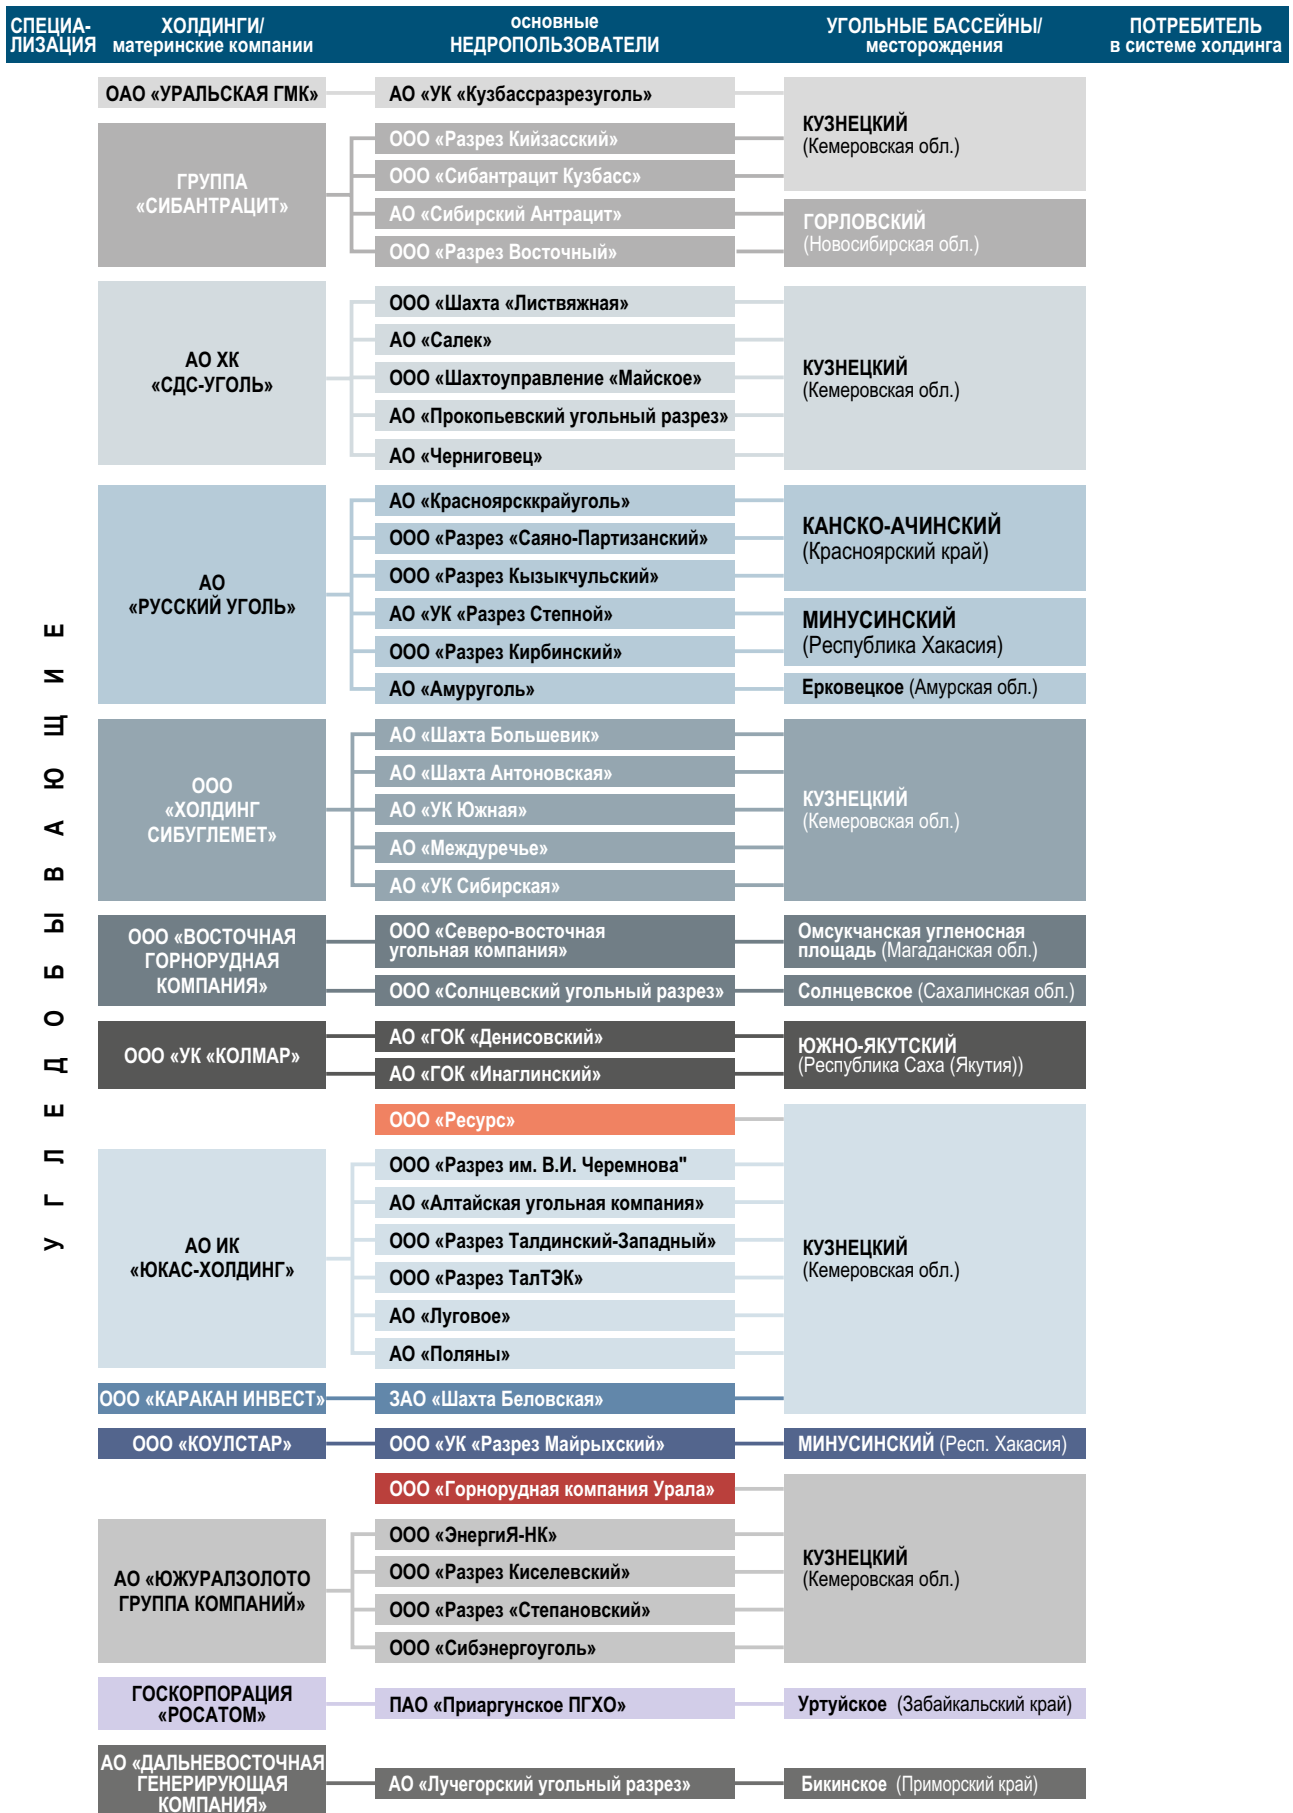 СПЕЦИА-
ЛИЗАЦИЯ
ХОЛДИНГИ/
материнские компании
основные
НЕДРОПОЛЬЗОВАТЕЛИ
УГОЛЬНЫЕ БАССЕЙНЫ/
месторождения
ПОТРЕБИТЕЛЬ
в системе холдинга
УГЛЕДОБЫВАЮЩИЕ
ОАО «УРАЛЬСКАЯ ГМК»
АО «УК «Кузбассразрезуголь»
КУЗНЕЦКИЙ
(Кемеровская обл.)
ГРУППА
«СИБАНТРАЦИТ»
ООО «Разрез Кийзасский»
ООО «Сибантрацит Кузбасс»
АО «Сибирский Антрацит»
ООО «Разрез Восточный»
ГОРЛОВСКИЙ
(Новосибирская обл.)
АО ХК
«СДС-УГОЛЬ»
ООО «Шахта «Листвяжная»
АО «Салек»
ООО «Шахтоуправление «Майское»
АО «Прокопьевский угольный разрез»
АО «Черниговец»
КУЗНЕЦКИЙ
(Кемеровская обл.)
АО
«РУССКИЙ УГОЛЬ»
АО «Красноярсккрайуголь»
ООО «Разрез «Саяно-Партизанский»
ООО «Разрез Кызыкчульский»
АО «УК «Разрез Степной»
ООО «Разрез Кирбинский»
АО «Амуруголь»
КАНСКО-АЧИНСКИЙ
(Красноярский край)
МИНУСИНСКИЙ
(Республика Хакасия)
Ерковецкое (Амурская обл.)
ООО
«ХОЛДИНГ
СИБУГЛЕМЕТ»
АО «Шахта Большевик»
АО «Шахта Антоновская»
АО «УК Южная»
АО «Междуречье»
АО «УК Сибирская»
КУЗНЕЦКИЙ
(Кемеровская обл.)
ООО «ВОСТОЧНАЯ
ГОРНОРУДНАЯ
КОМПАНИЯ»
ООО «Северо-восточная
угольная компания»
ООО «Солнцевский угольный разрез»
Омсукчанская угленосная
площадь (Магаданская обл.)
Солнцевское (Сахалинская обл.)
ООО «УК «КОЛМАР»
АО «ГОК «Денисовский»
АО «ГОК «Инаглинский»
ЮЖНО-ЯКУТСКИЙ
(Республика Саха (Якутия))
ООО «Ресурс»
АО ИК
«ЮКАС-ХОЛДИНГ»
ООО «Разрез им. В.И. Черемнова"
АО «Алтайская угольная компания»
ООО «Разрез Талдинский-Западный»
ООО «Разрез ТалТЭК»
АО «Луговое»
АО «Поляны»
КУЗНЕЦКИЙ
(Кемеровская обл.)
ООО «КАРАКАН ИНВЕСТ»
ЗАО «Шахта Беловская»
ООО «КОУЛСТАР»
ООО «УК «Разрез Майрыхский»
МИНУСИНСКИЙ (Респ. Хакасия)
ООО «Горнорудная компания Урала»
АО «ЮЖУРАЛЗОЛОТО
ГРУППА КОМПАНИЙ»
ООО «ЭнергиЯ-НК»
ООО «Разрез Киселевский»
ООО «Разрез «Степановский»
ООО «Сибэнергоуголь»
КУЗНЕЦКИЙ
(Кемеровская обл.)
ГОСКОРПОРАЦИЯ
«РОСАТОМ»
ПАО «Приаргунское ПГХО»
Уртуйское (Забайкальский край)
АО «ДАЛЬНЕВОСТОЧНАЯ
ГЕНЕРИРУЮЩАЯ
КОМПАНИЯ»
АО «Лучегорский угольный разрез»
Бикинское (Приморский край)